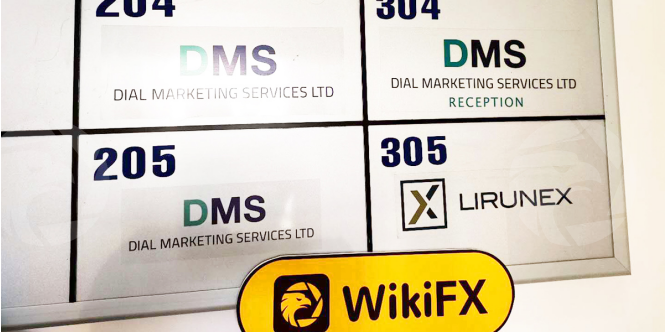 204
DMS
DIAL MARKETING SERVICES LTD
304
DMS
DIAL MARKETING SERVICES LTD
RECEPTION
205
DMS
DIAL MARKETING SERVICES LTD
305
X LIRUNEX
WikiFX